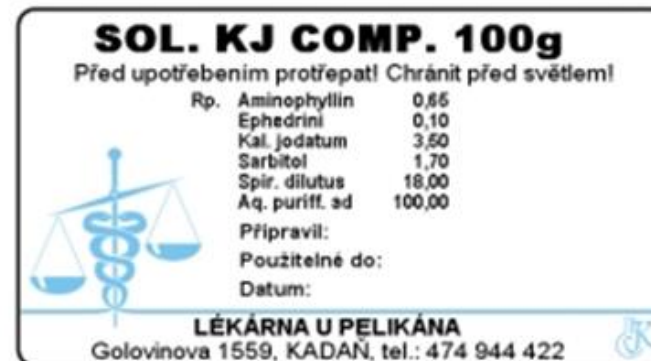 SOL. KJ COMP. 100g
Před upotřebením protřepat! Chránit před světlem!
Rp. Aminophyllin 0,65
Ephedrini 0,10
Kal. jodatum 3,50
Sarbitol 1,70
Spir. dilutus 18,00
Aq. puriff. ad 100,00
Připravil:
Použitelné do:
Datum:
LÉKÁRNA U PELIKÁNA
Golovinova 1559, KADAŇ, tel.: 474 944 422